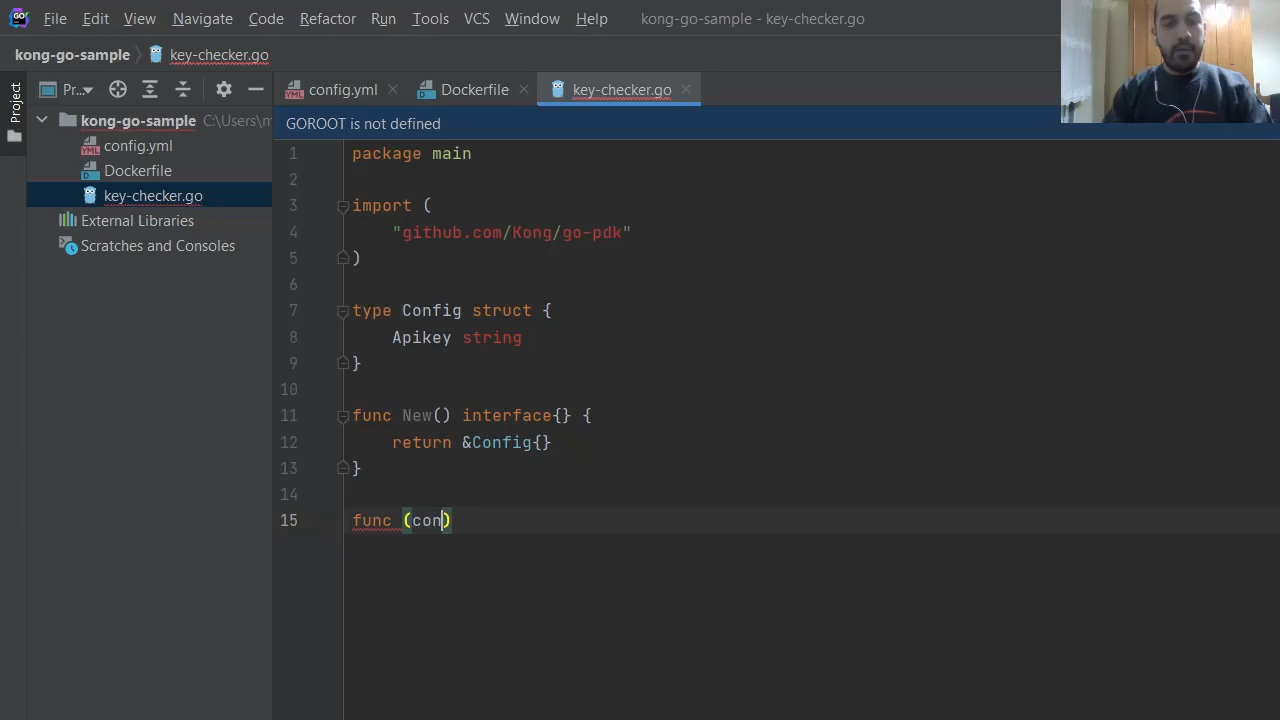 GO File Edit View Navigate Code Refactor Run Tools VCS Window Help kong-go-sample - key-checker.go
kong-go-sample key-checker.go
Project
Pr...
config.yml Dockerfile key-checker.go
kong-go-sample C:\Users\m
config.yml
Dockerfile
key-checker.go
External Libraries
Scratches and Consoles
GOROOT is not defined
1 package main
2
3 import (
4 "github.com/Kong/go-pdk"
5 )
6
7 type Config struct {
8 Apikey string
9 }
10
11 func New() interface{} {
12 return &Config{}
13 }
14
15 func (con)